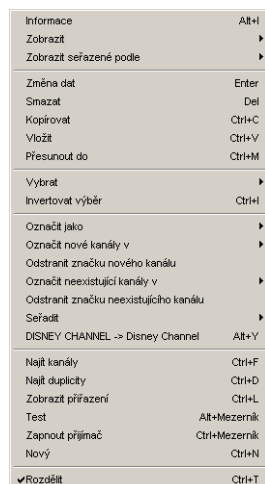 Informace Alt+I
Zobrazit
Zobrazit seřazené podle
Změna dat Enter
Smazat Del
Kopírovat Ctrl+C
Vložit Ctrl+V
Přesunout do Ctrl+M
Vybrat
Invertovat výběr Ctrl+I
Označit jako
Označit nové kanály v
Odstranit značku nového kanálu
Označit neexistující kanály v
Odstranit značku neexistujícího kanálu
Seřadit
DISNEY CHANNEL -> Disney Channel Alt+Y
Najít kanály Ctrl+F
Najít duplicity Ctrl+D
Zobrazit přiřazení Ctrl+L
Test Alt+Mezerník
Zapnout přijímač Ctrl+Mezerník
Nový Ctrl+N
Rozdělit Ctrl+T